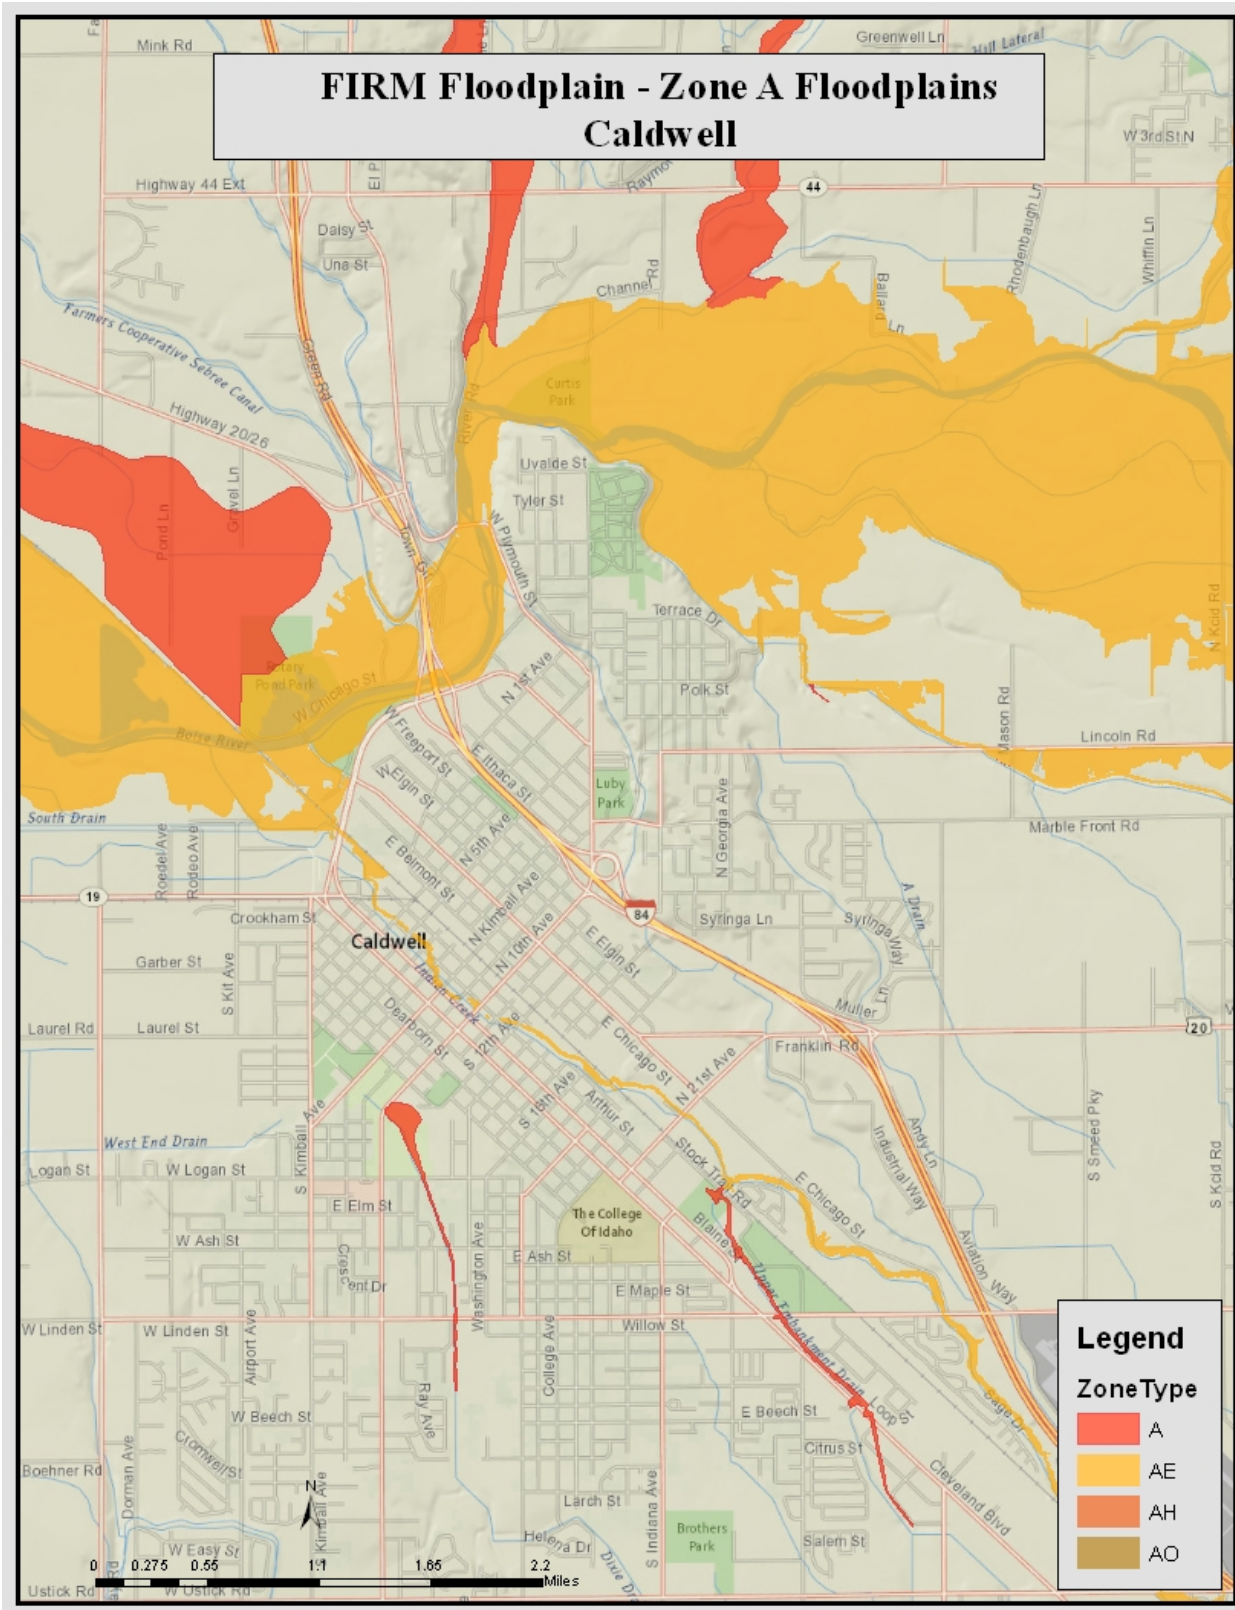 FIRM Floodplain - Zone A Floodplains
Caldwell
Mink Rd
Greenwell Ln
Hill Lateral
W 3rd St N
Highway 44 Ext
44
Daisy St
Una St
Channel Rd
Ballard Ln
Rhodenbaugh Ln
Whiffin Ln
Farmers Cooperative Sebree Canal
Green Rd
Highway 20/26
River Rd
Curtis
Park
Gravel Ln
Pond Ln
Uvalde St
Tyler St
W Plymouth St
Terrace Dr
N Kcid Rd
Rotary
Pond Park
W Chicago St
N 1st Ave
Polk St
Boise River
W Freeport St
W Elgin St
E Ithaca St
Mason Rd
Lincoln Rd
Luby
Park
N Georgia Ave
South Drain
Marble Front Rd
Roedel Ave
Rodeo Ave
E Belmont St
N 5th Ave
N Kimball Ave
N 10th Ave
19
84
Syringa Ln
Syringa Way
A Drain
Crookham St
Caldwell
E Elgin St
Garber St
S Kit Ave
Indian Creek
Muller Ln
Laurel Rd
Laurel St
Dearborn St
S 12th Ave
E Chicago St
Franklin Rd
20
N 21st Ave
S 16th Ave
Arthur St
S Kimball Ave
West End Drain
Logan St
W Logan St
Stock Trail Rd
Industrial Way
Andy Ln
S Smeed Pky
S Kcid Rd
E Elm St
The College
Of Idaho
E Chicago St
W Ash St
E Ash St
Blaine St
Aviation Way
Crescent Dr
Washington Ave
E Maple St
Upper Embankment Drain
W Linden St
W Linden St
Willow St
Airport Ave
College Ave
Ray Ave
W Beech St
E Beech St
Loop St
Sage Dr
Cromwell St
Citrus St
Boehner Rd
Dorman Ave
Kimball Ave
Larch St
S Indiana Ave
Cleveland Blvd
Brothers
Park
Salem St
Helena Dr
W Easy St
Ustick Rd
W Ustick Rd
N
0 0.275 0.55 1.1 1.65 2.2
Miles
Legend
ZoneType
A
AE
AH
AO